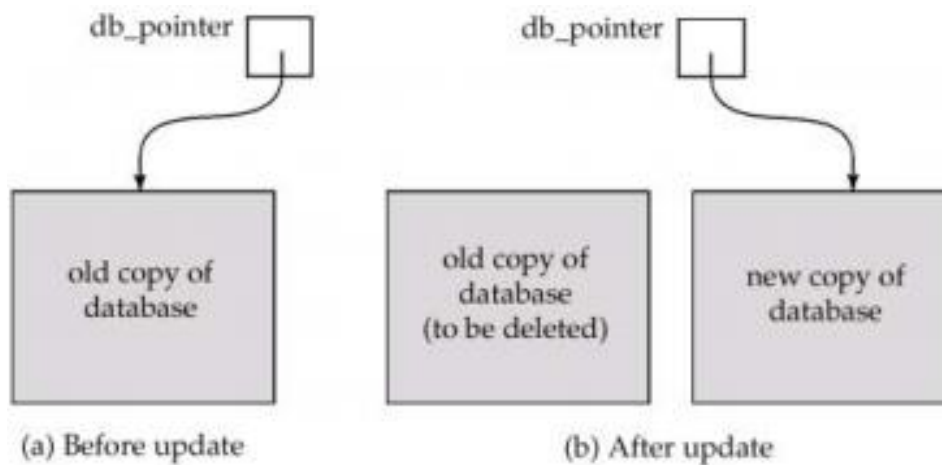 db_pointer
old copy of
database
(a) Before update
db_pointer
old copy of
database
(to be deleted)
new copy of
database
(b) After update